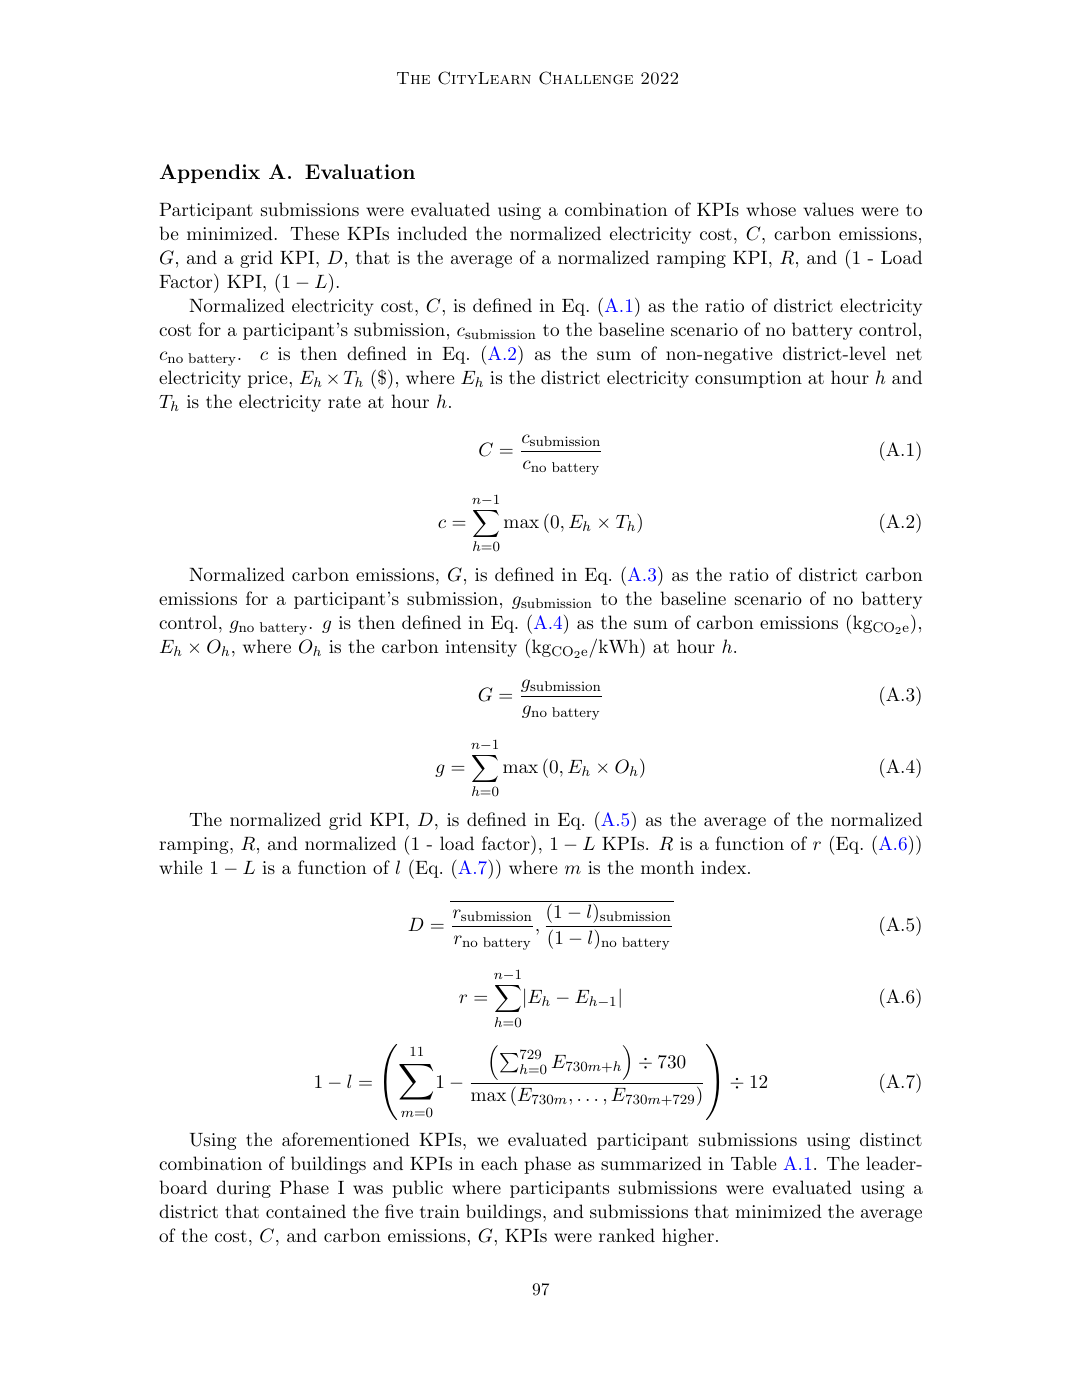 THE CITYLEARN CHALLENGE 2022
Appendix A. Evaluation
Participant submissions were evaluated using a combination of KPIs whose values were to
be minimized. These KPIs included the normalized electricity cost, C, carbon emissions,
G, and a grid KPI, D, that is the average of a normalized ramping KPI, R, and (1 - Load
Factor) KPI, (1 − L).
Normalized electricity cost, C, is defined in Eq. (A.1) as the ratio of district electricity
cost for a participant's submission, c_submission to the baseline scenario of no battery control,
c_no battery. c is then defined in Eq. (A.2) as the sum of non-negative district-level net
electricity price, E_h × T_h ($), where E_h is the district electricity consumption at hour h and
T_h is the electricity rate at hour h.
C = c_submission / c_no battery (A.1)
c = ∑_{h=0}^{n−1} max (0, E_h × T_h) (A.2)
Normalized carbon emissions, G, is defined in Eq. (A.3) as the ratio of district carbon
emissions for a participant's submission, g_submission to the baseline scenario of no battery
control, g_no battery. g is then defined in Eq. (A.4) as the sum of carbon emissions (kg_CO₂e),
E_h × O_h, where O_h is the carbon intensity (kg_CO₂e/kWh) at hour h.
G = g_submission / g_no battery (A.3)
g = ∑_{h=0}^{n−1} max (0, E_h × O_h) (A.4)
The normalized grid KPI, D, is defined in Eq. (A.5) as the average of the normalized
ramping, R, and normalized (1 - load factor), 1 − L KPIs. R is a function of r (Eq. (A.6))
while 1 − L is a function of l (Eq. (A.7)) where m is the month index.
D = \overline{r_submission / r_no battery, (1 − l)_submission / (1 − l)_no battery} (A.5)
r = ∑_{h=0}^{n−1} |E_h − E_{h−1}| (A.6)
1 − l = ( ∑_{m=0}^{11} 1 − ( (∑_{h=0}^{729} E_{730m+h}) ÷ 730 ) / max (E_{730m}, . . . , E_{730m+729}) ) ÷ 12 (A.7)
Using the aforementioned KPIs, we evaluated participant submissions using distinct
combination of buildings and KPIs in each phase as summarized in Table A.1. The leader-
board during Phase I was public where participants submissions were evaluated using a
district that contained the five train buildings, and submissions that minimized the average
of the cost, C, and carbon emissions, G, KPIs were ranked higher.
97